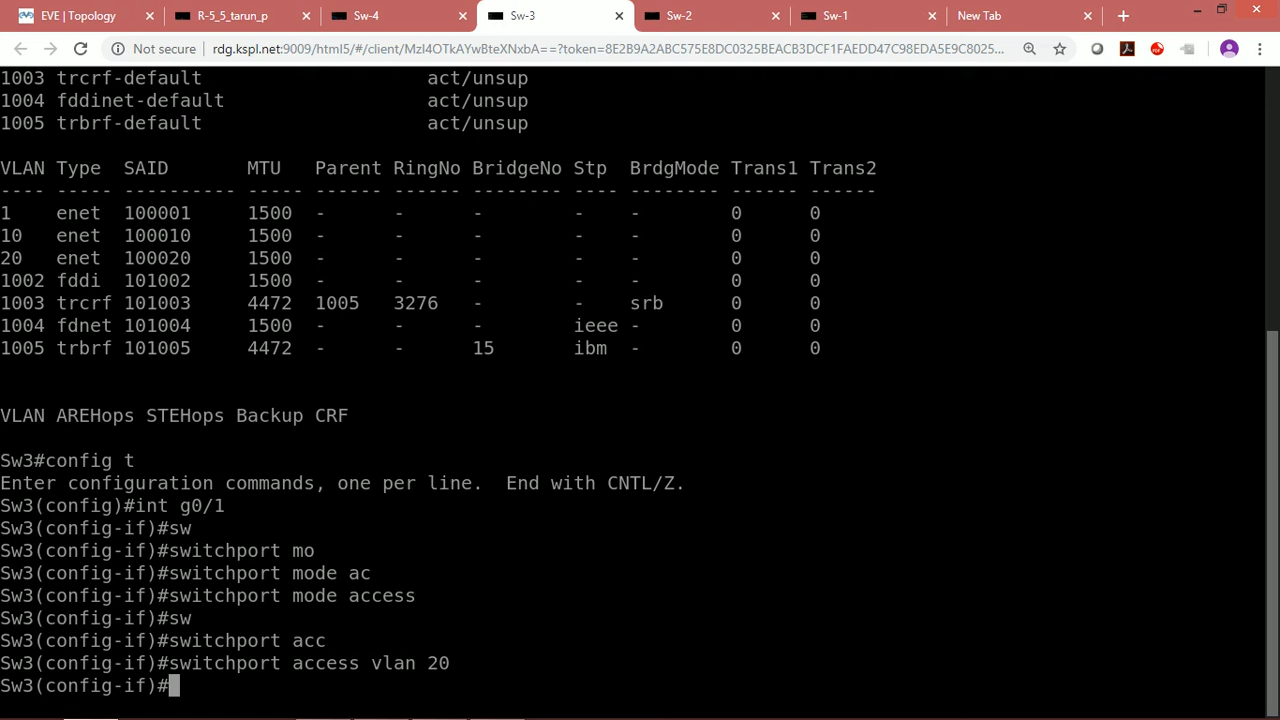 EVE | Topology
R-5_5_tarun_p
Sw-4
Sw-3
Sw-2
Sw-1
New Tab
Not secure
rdg.kspl.net:9009/html5/#/client/MzI4OTkAYwBteXNxbA==?token=8E2B9A2ABC575E8DC0325BEACB3DCF1FAEDD47C98EDA5E9C8025...
1003 trcrf-default                    act/unsup
1004 fddinet-default                  act/unsup
1005 trbrf-default                    act/unsup
VLAN Type  SAID       MTU   Parent RingNo BridgeNo Stp  BrdgMode Trans1 Trans2
---- ----- ---------- ----- ------ ------ -------- ---- -------- ------ ------
1    enet  100001     1500  -      -      -        -    -        0      0
10   enet  100010     1500  -      -      -        -    -        0      0
20   enet  100020     1500  -      -      -        -    -        0      0
1002 fddi  101002     1500  -      -      -        -    -        0      0
1003 trcrf 101003     4472  1005   3276   -        -    srb      0      0
1004 fdnet 101004     1500  -      -      -        ieee -        0      0
1005 trbrf 101005     4472  -      -      15       ibm  -        0      0
VLAN AREHops STEHops Backup CRF
Sw3#config t
Enter configuration commands, one per line.  End with CNTL/Z.
Sw3(config)#int g0/1
Sw3(config-if)#sw
Sw3(config-if)#switchport mo
Sw3(config-if)#switchport mode ac
Sw3(config-if)#switchport mode access
Sw3(config-if)#sw
Sw3(config-if)#switchport acc
Sw3(config-if)#switchport access vlan 20
Sw3(config-if)#